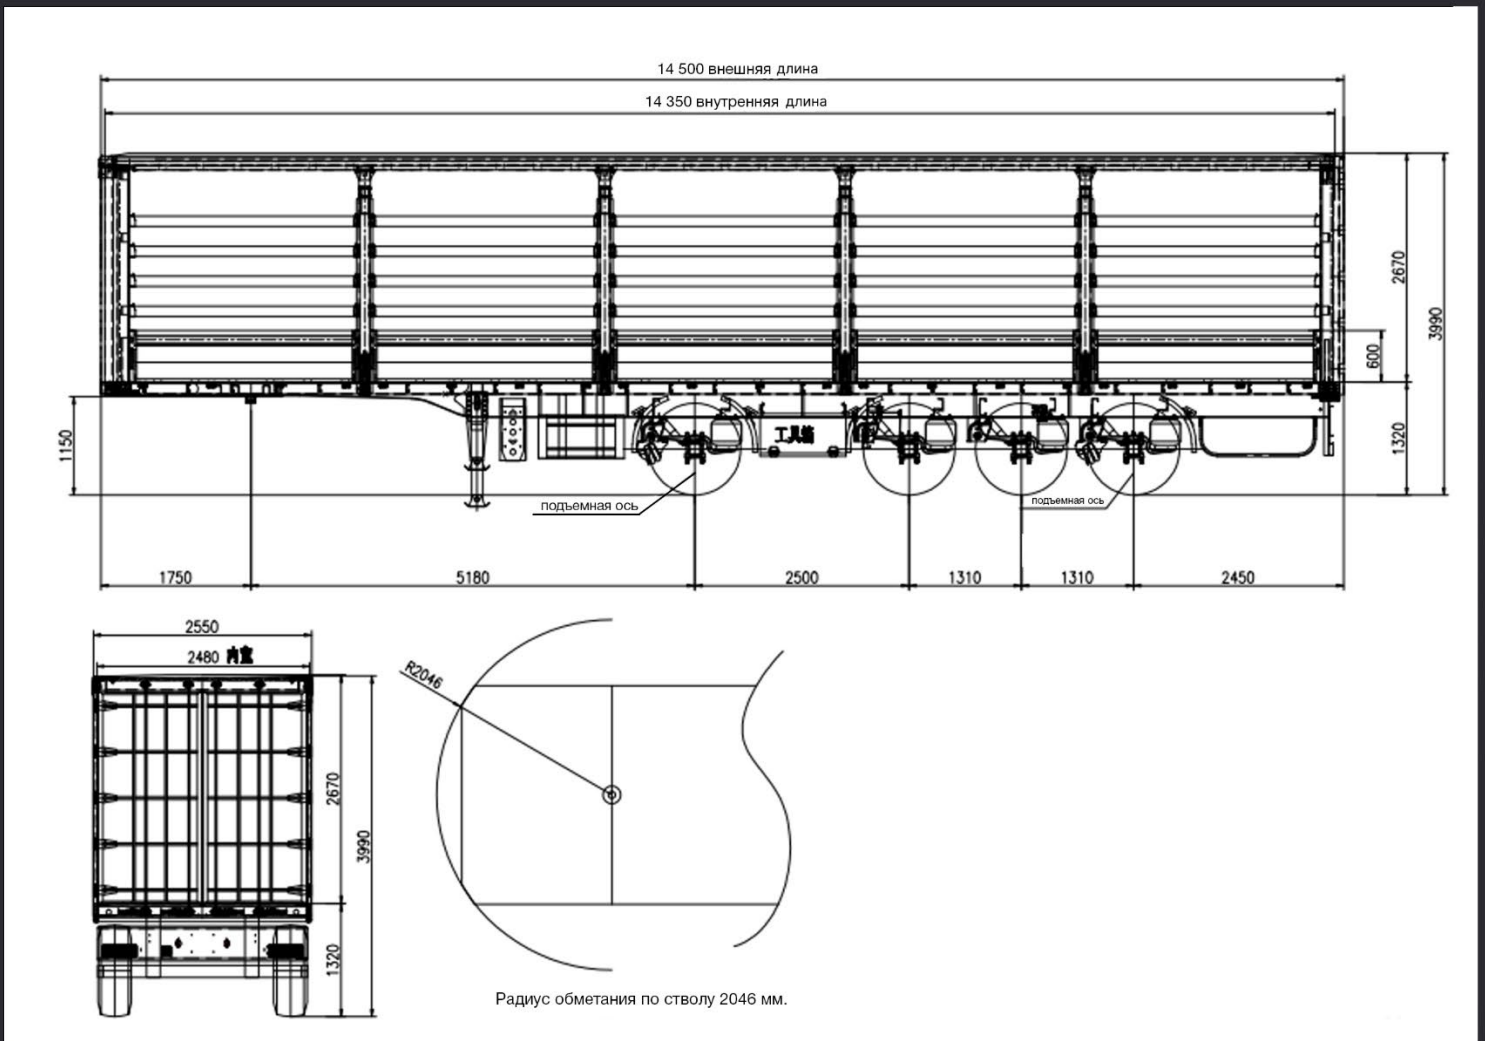 14 500 внешняя длина
14 350 внутренняя длина
2670
3990
600
1150
1320
工具箱
подъемная ось
подъемная ось
1750
5180
2500
1310
1310
2450
2550
2480 内宽
R2046
2670
3990
1320
Радиус обметания по стволу 2046 мм.